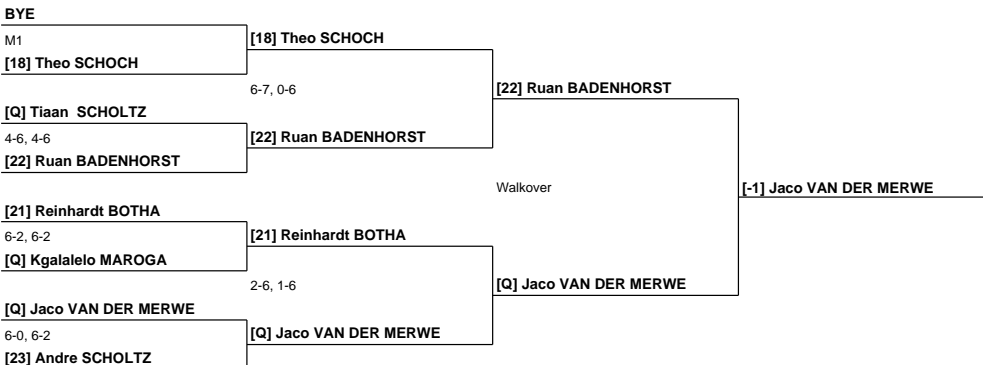 BYE
M1
[18] Theo SCHOCH
[18] Theo SCHOCH
6-7, 0-6
[22] Ruan BADENHORST
[Q] Tiaan  SCHOLTZ
4-6, 4-6
[22] Ruan BADENHORST
[22] Ruan BADENHORST
Walkover
[-1] Jaco VAN DER MERWE
[21] Reinhardt BOTHA
6-2, 6-2
[21] Reinhardt BOTHA
[Q] Kgalalelo MAROGA
2-6, 1-6
[Q] Jaco VAN DER MERWE
[Q] Jaco VAN DER MERWE
6-0, 6-2
[Q] Jaco VAN DER MERWE
[23] Andre SCHOLTZ